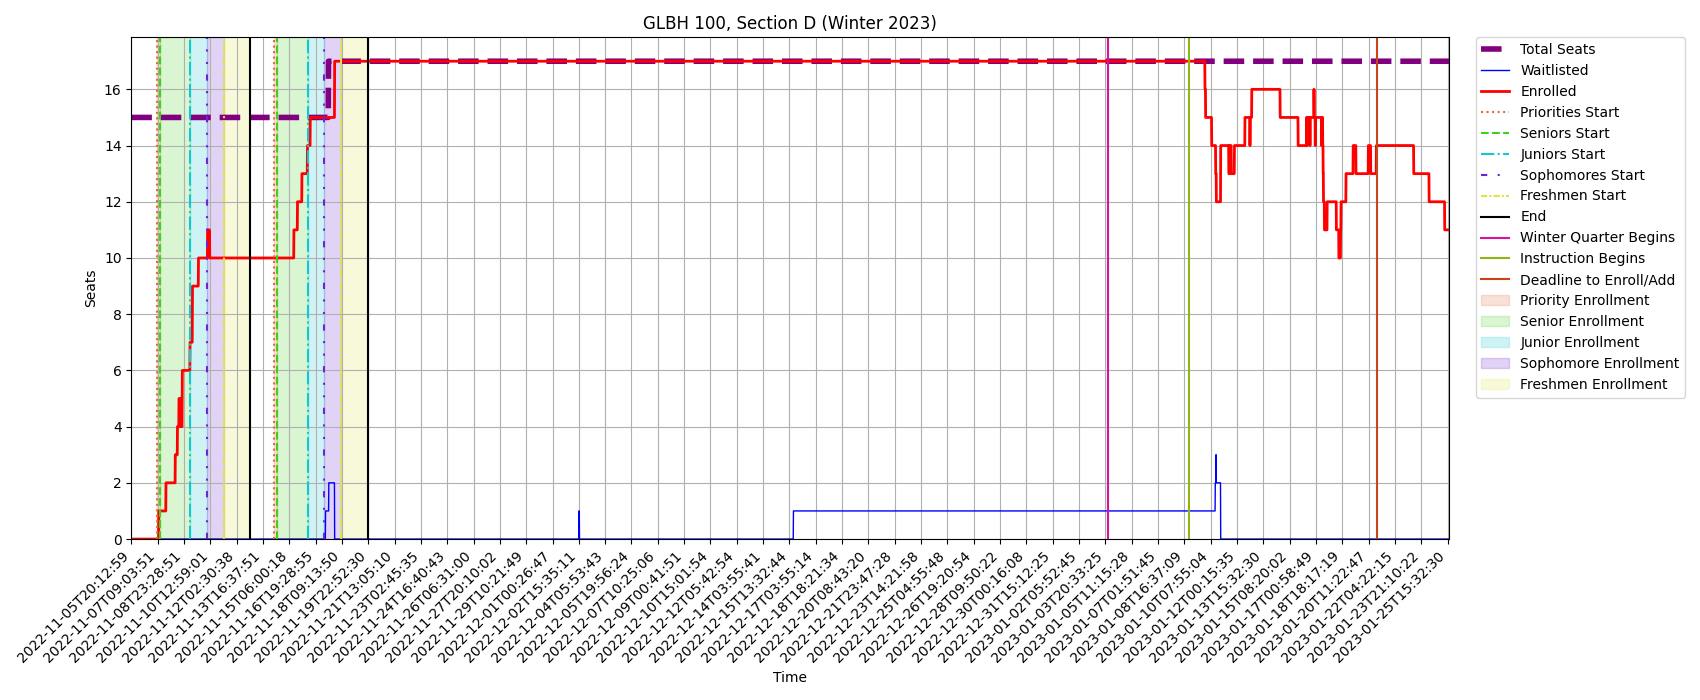 GLBH 100, Section D (Winter 2023)
Seats
16
14
12
10
8
6
4
2
0
2022-11-05T20:12:59
2022-11-07T09:03:51
2022-11-08T23:28:51
2022-11-10T12:59:01
2022-11-12T02:30:38
2022-11-13T16:37:51
2022-11-15T06:00:18
2022-11-16T19:28:55
2022-11-18T09:13:50
2022-11-19T22:52:30
2022-11-21T13:05:10
2022-11-23T02:45:35
2022-11-24T16:40:43
2022-11-26T06:31:00
2022-11-27T20:10:02
2022-11-29T10:21:49
2022-12-01T00:26:47
2022-12-02T15:35:11
2022-12-04T05:53:43
2022-12-05T19:56:24
2022-12-07T10:25:06
2022-12-09T00:41:51
2022-12-10T15:01:54
2022-12-12T05:42:54
2022-12-14T03:55:41
2022-12-15T13:32:44
2022-12-17T03:55:14
2022-12-18T18:21:34
2022-12-20T08:43:20
2022-12-21T23:47:28
2022-12-23T14:21:58
2022-12-25T04:55:48
2022-12-26T19:20:54
2022-12-28T09:50:22
2022-12-30T00:16:08
2022-12-31T15:12:25
2023-01-02T05:52:45
2023-01-03T20:33:25
2023-01-05T11:15:28
2023-01-07T01:51:45
2023-01-08T16:37:09
2023-01-10T07:55:04
2023-01-12T00:15:35
2023-01-13T15:32:30
2023-01-15T08:20:02
2023-01-17T00:58:49
2023-01-18T18:17:19
2023-01-20T11:22:47
2023-01-22T04:22:15
2023-01-23T21:10:22
2023-01-25T15:32:30
Time
Total Seats
Waitlisted
Enrolled
Priorities Start
Seniors Start
Juniors Start
Sophomores Start
Freshmen Start
End
Winter Quarter Begins
Instruction Begins
Deadline to Enroll/Add
Priority Enrollment
Senior Enrollment
Junior Enrollment
Sophomore Enrollment
Freshmen Enrollment